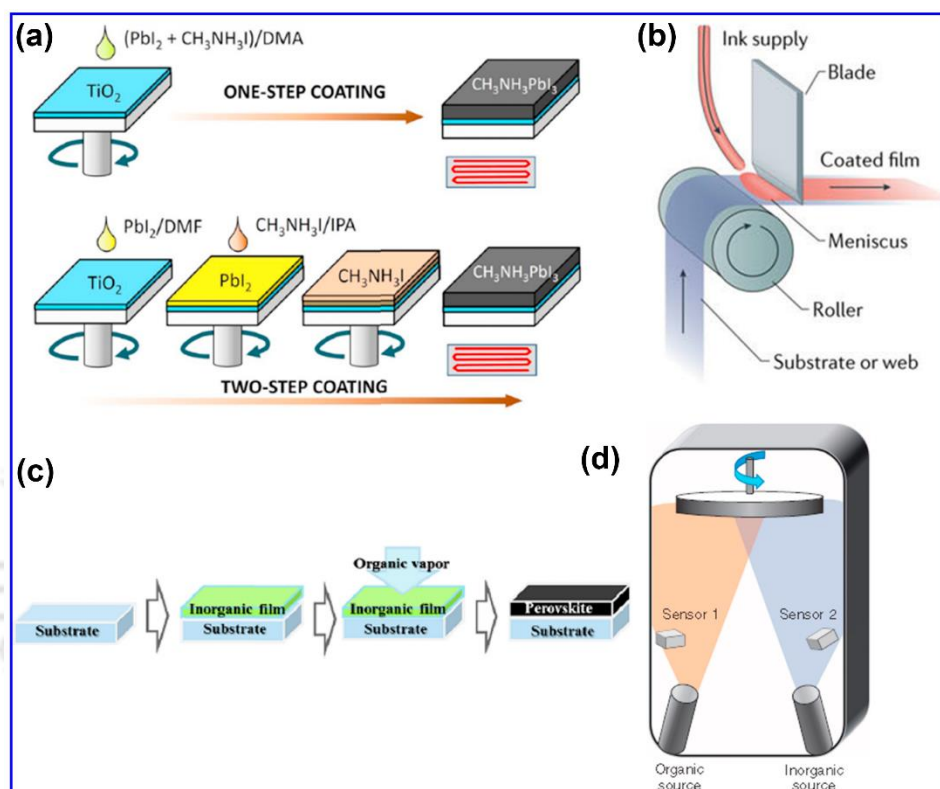 (a)
(PbI₂ + CH₃NH₃I)/DMA
TiO₂
ONE-STEP COATING
CH₃NH₃PbI₃
PbI₂/DMF
CH₃NH₃I/IPA
TiO₂
PbI₂
CH₃NH₃I
CH₃NH₃PbI₃
TWO-STEP COATING
(b)
Ink supply
Blade
Coated film
Meniscus
Roller
Substrate or web
(c)
Substrate
Inorganic film
Substrate
Organic vapor
Inorganic film
Substrate
Perovskite
Substrate
(d)
Sensor 1
Sensor 2
Organic
source
Inorganic
source